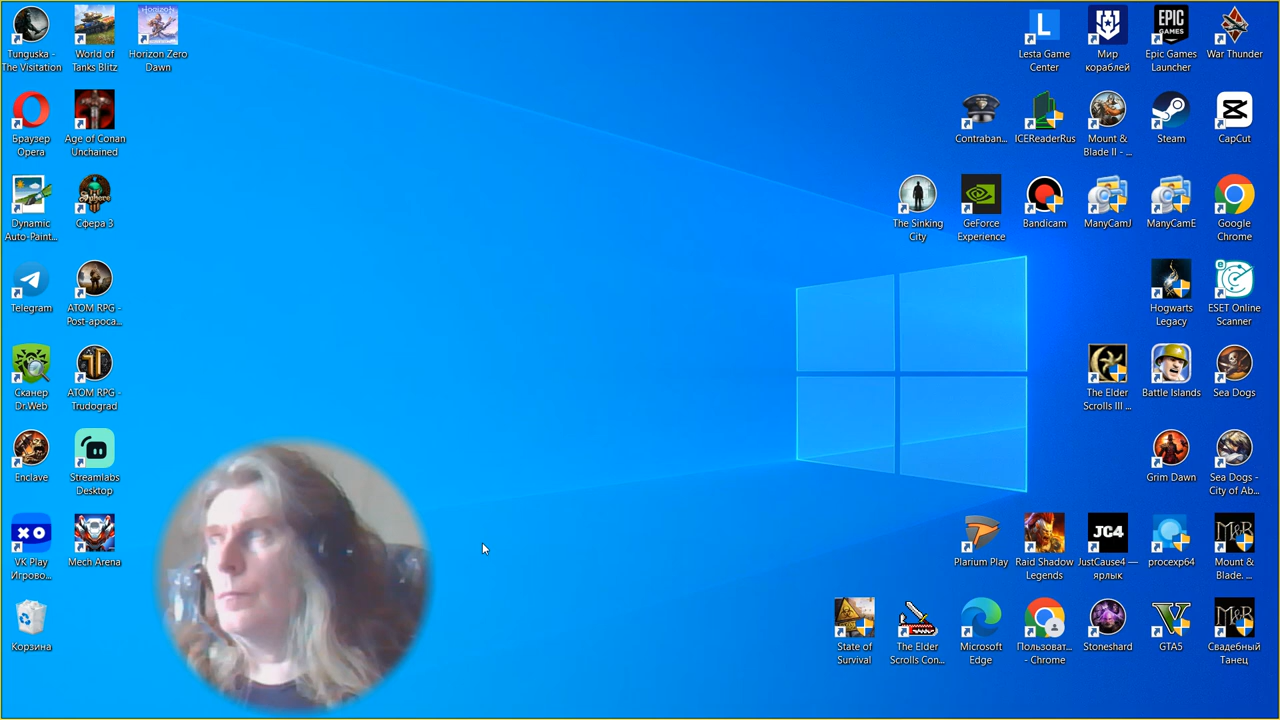 Tunguska -
The Visitation
World of
Tanks Blitz
Horizon Zero
Dawn
Lesta Game
Center
Мир
кораблей
EPIC
GAMES
Epic Games
Launcher
War Thunder
Браузер
Opera
Age of Conan
Unchained
Contraban...
ICEReaderRus
Mount &
Blade II - ...
Steam
CapCut
Dynamic
Auto-Paint...
Сфера 3
The Sinking
City
GeForce
Experience
Bandicam
ManyCamJ
ManyCamE
Google
Chrome
Telegram
ATOM RPG -
Post-apoca...
Hogwarts
Legacy
ESET Online
Scanner
Сканер
Dr.Web
ATOM RPG -
Trudograd
The Elder
Scrolls III ...
Battle Islands
Sea Dogs
Enclave
Streamlabs
Desktop
Grim Dawn
Sea Dogs -
City of Ab...
VK Play
Игрово...
Mech Arena
Plarium Play
Raid Shadow
Legends
JC4
JustCause4 —
ярлык
procexp64
M&B
Mount &
Blade. ...
Корзина
State of
Survival
The Elder
Scrolls Con...
Microsoft
Edge
Пользоват...
- Chrome
Stoneshard
GTA5
M&B
Свадебный
Танец